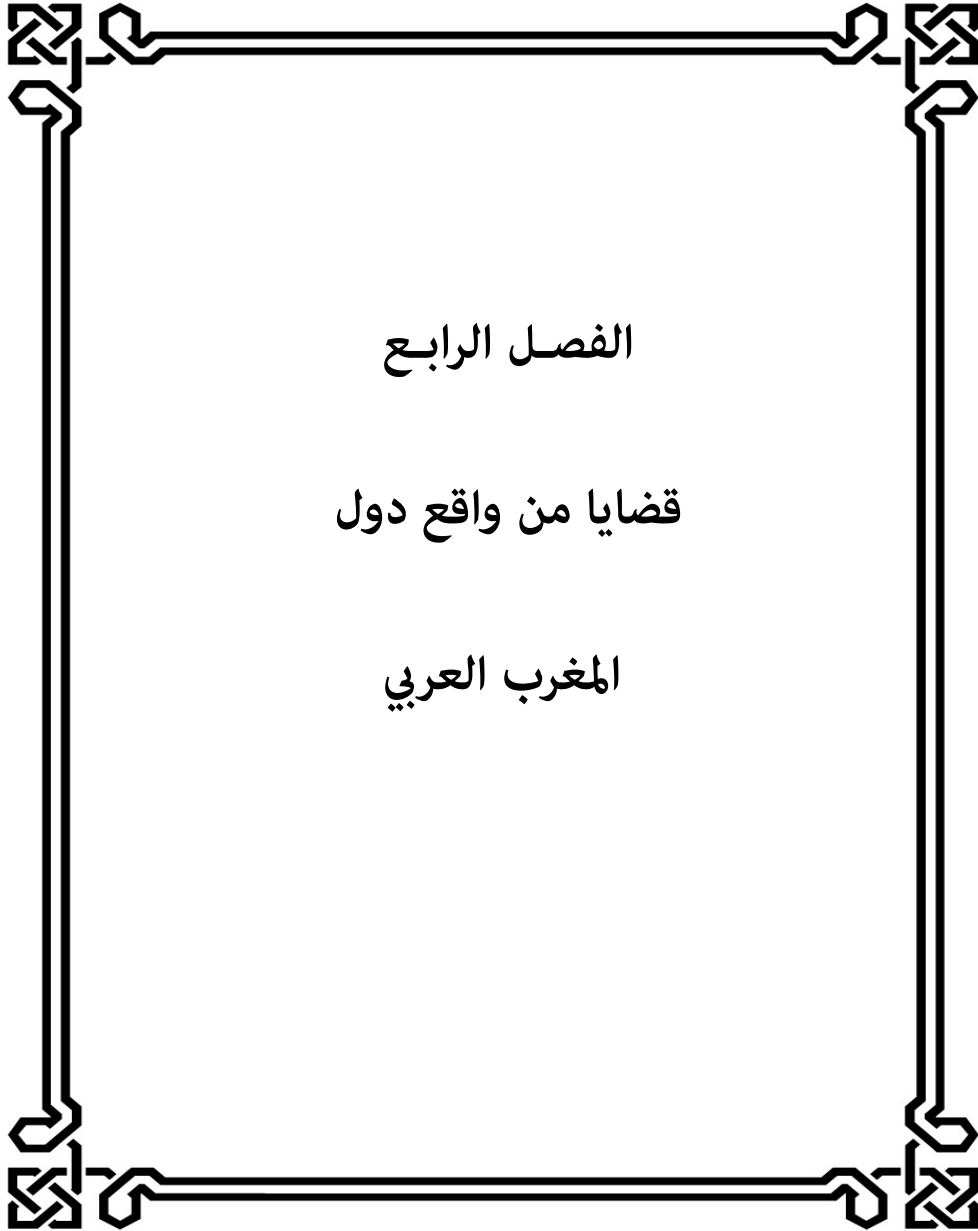 الفصل الرابع
قضايا من واقع دول
المغرب العربي